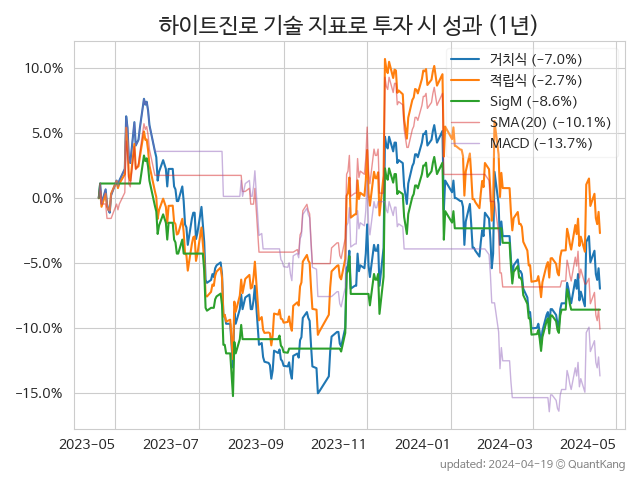 하이트진로 기술 지표로 투자 시 성과 (1년)
거치식 (−7.0%)
적립식 (−2.7%)
SigM (−8.6%)
SMA(20) (−10.1%)
MACD (−13.7%)
10.0%
5.0%
0.0%
−5.0%
−10.0%
−15.0%
2023-05 2023-07 2023-09 2023-11 2024-01 2024-03 2024-05
updated: 2024-04-19 © QuantKang